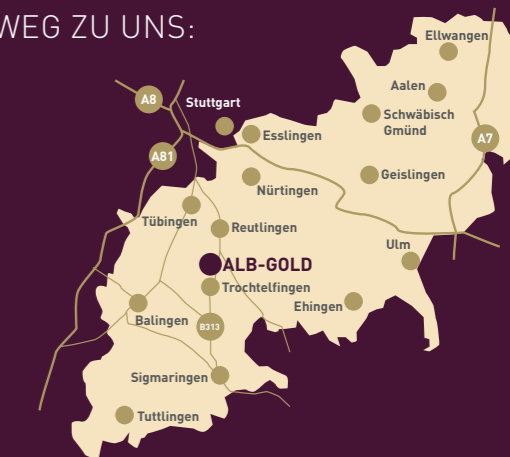 WEG ZU UNS:
Ellwangen
A8
Stuttgart
Aalen
Schwäbisch
Gmünd
Esslingen
A7
A81
Geislingen
Nürtingen
Tübingen
Reutlingen
Ulm
ALB-GOLD
Trochtelfingen
Ehingen
Balingen
B313
Sigmaringen
Tuttlingen